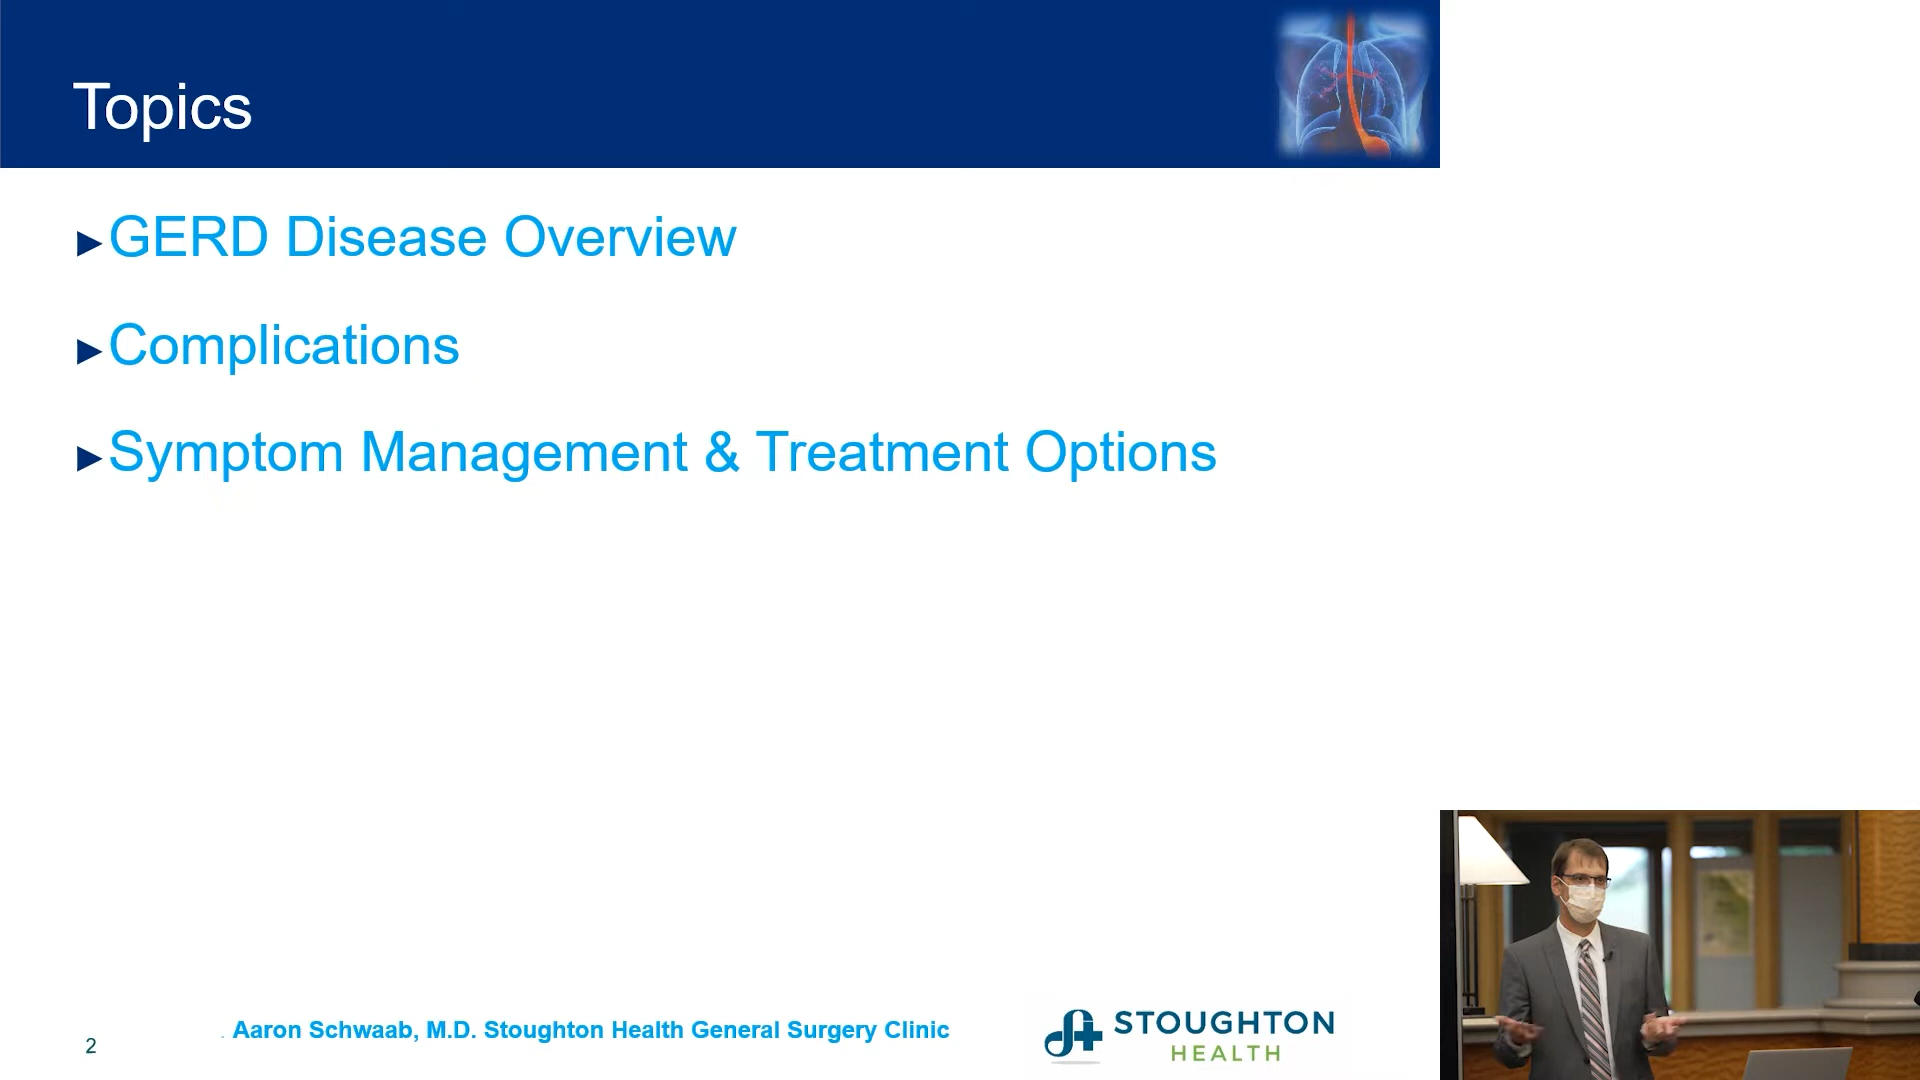 Topics
►GERD Disease Overview
►Complications
►Symptom Management & Treatment Options
2
. Aaron Schwaab, M.D. Stoughton Health General Surgery Clinic
STOUGHTON
HEALTH